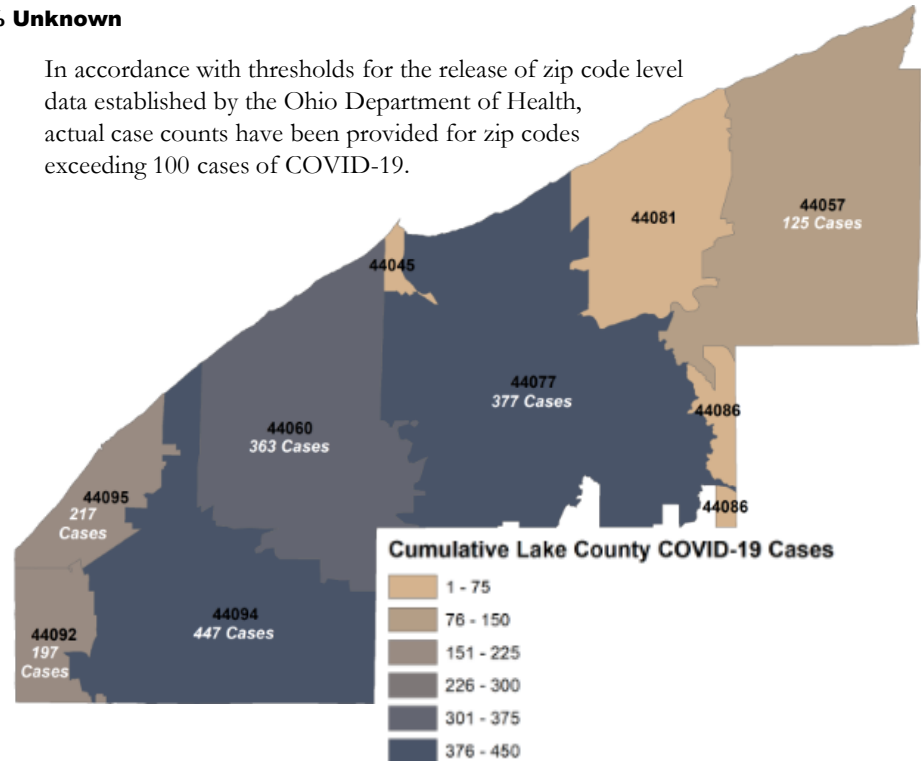 % Unknown
In accordance with thresholds for the release of zip code level
data established by the Ohio Department of Health,
actual case counts have been provided for zip codes
exceeding 100 cases of COVID-19.
44057
125 Cases
44081
44045
44077
377 Cases
44086
44060
363 Cases
44095
217
Cases
44086
44094
447 Cases
44092
197
Cases
Cumulative Lake County COVID-19 Cases
1 - 75
76 - 150
151 - 225
226 - 300
301 - 375
376 - 450